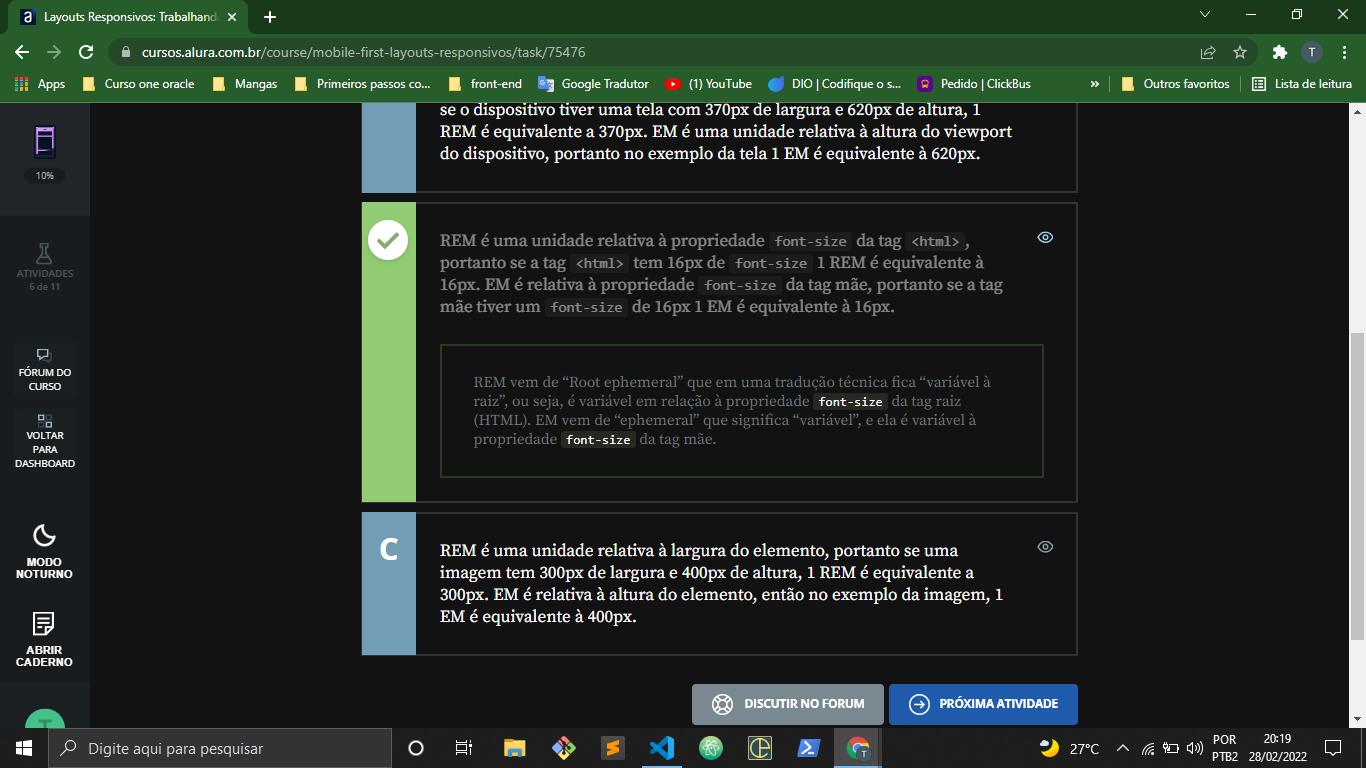 Layouts Responsivos: Trabalhand
cursos.alura.com.br/course/mobile-first-layouts-responsivos/task/75476
T
Apps
Curso one oracle
Mangas
Primeiros passos co...
front-end
Google Tradutor
(1) YouTube
DIO | Codifique o s...
Pedido | ClickBus
»
Outros favoritos
Lista de leitura
10%
ATIVIDADES
6 de 11
FÓRUM DO
CURSO
VOLTAR
PARA
DASHBOARD
MODO
NOTURNO
ABRIR
CADERNO
T
se o dispositivo tiver uma tela com 370px de largura e 620px de altura, 1
REM é equivalente a 370px. EM é uma unidade relativa à altura do viewport
do dispositivo, portanto no exemplo da tela 1 EM é equivalente à 620px.
REM é uma unidade relativa à propriedade font-size da tag <html>,
portanto se a tag <html> tem 16px de font-size 1 REM é equivalente à
16px. EM é relativa à propriedade font-size da tag mãe, portanto se a tag
mãe tiver um font-size de 16px 1 EM é equivalente à 16px.
REM vem de “Root ephemeral” que em uma tradução técnica fica “variável à
raiz”, ou seja, é variável em relação à propriedade font-size da tag raiz
(HTML). EM vem de “ephemeral” que significa “variável”, e ela é variável à
propriedade font-size da tag mãe.
C
REM é uma unidade relativa à largura do elemento, portanto se uma
imagem tem 300px de largura e 400px de altura, 1 REM é equivalente a
300px. EM é relativa à altura do elemento, então no exemplo da imagem, 1
EM é equivalente à 400px.
DISCUTIR NO FORUM
PRÓXIMA ATIVIDADE
Digite aqui para pesquisar
27°C
POR
PTB2
20:19
28/02/2022